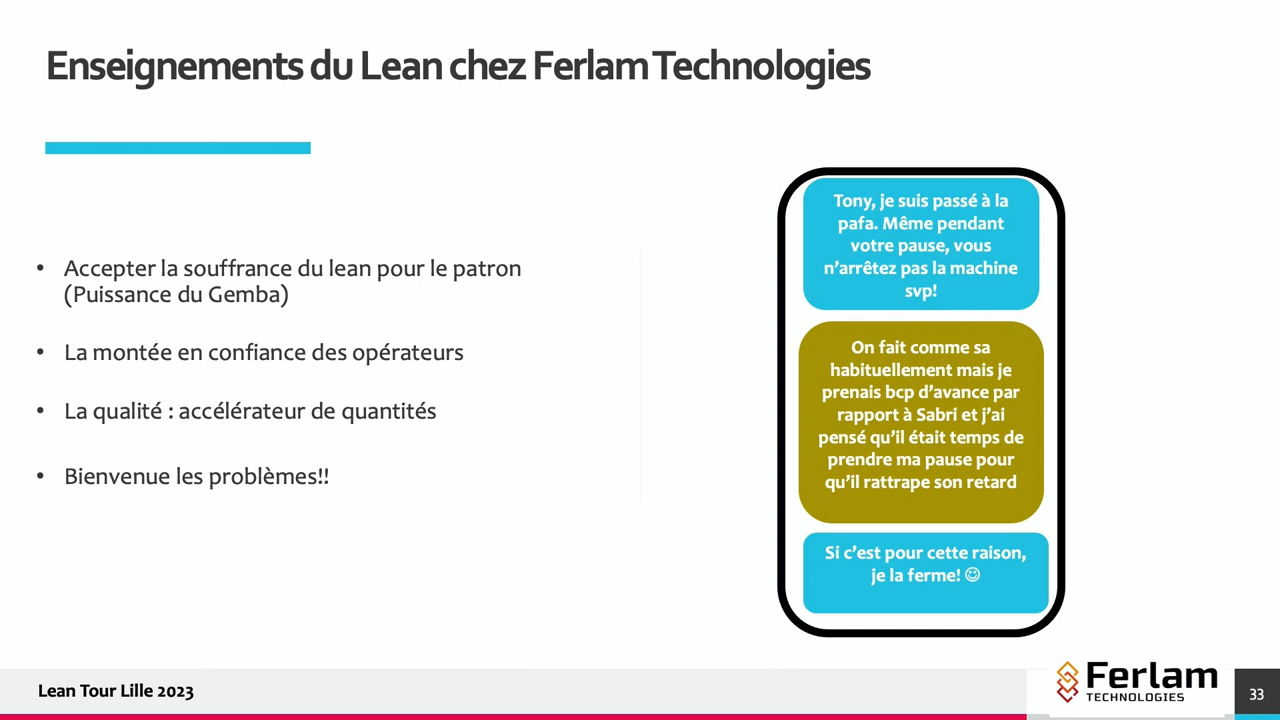 Enseignements du Lean chez Ferlam Technologies
• Accepter la souffrance du lean pour le patron
(Puissance du Gemba)
• La montée en confiance des opérateurs
• La qualité : accélérateur de quantités
• Bienvenue les problèmes!!
Tony, je suis passé à la
pafa. Même pendant
votre pause, vous
n’arrêtez pas la machine
svp!
On fait comme sa
habituellement mais je
prenais bcp d’avance par
rapport à Sabri et j’ai
pensé qu’il était temps de
prendre ma pause pour
qu’il rattrape son retard
Si c’est pour cette raison,
je la ferme! ☺
Lean Tour Lille 2023
Ferlam
TECHNOLOGIES
33